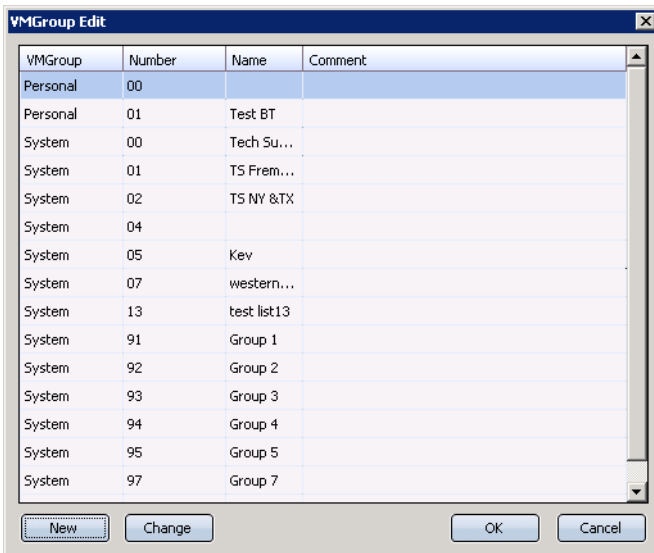 VMGroup Edit
VMGroup Number Name Comment
Personal 00
Personal 01 Test BT
System 00 Tech Su...
System 01 TS Frem...
System 02 TS NY &TX
System 04
System 05 Kev
System 07 western...
System 13 test list13
System 91 Group 1
System 92 Group 2
System 93 Group 3
System 94 Group 4
System 95 Group 5
System 97 Group 7
New Change OK Cancel